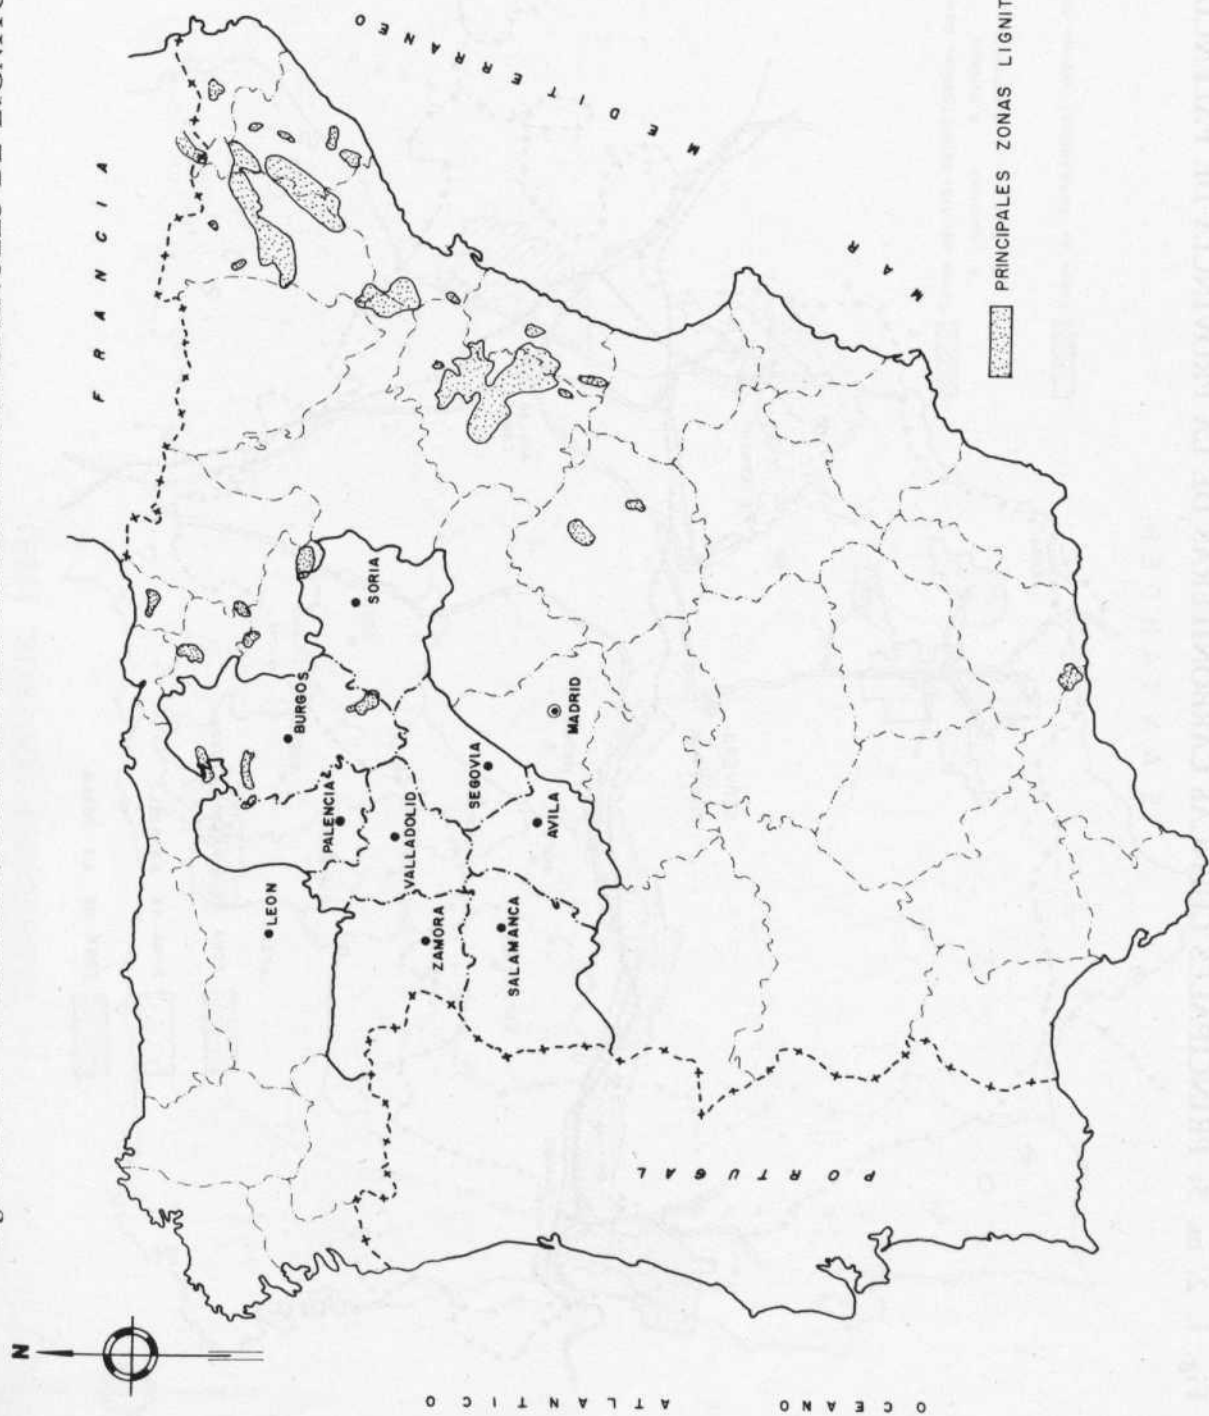 N
FRANCIA
MAR MEDITERRANEO
OCEANO ATLANTICO
PORTUGAL
LEON
BURGOS
PALENCIA
SORIA
VALLADOLID
ZAMORA
SEGOVIA
SALAMANCA
AVILA
MADRID
PRINCIPALES ZONAS LIGNIT